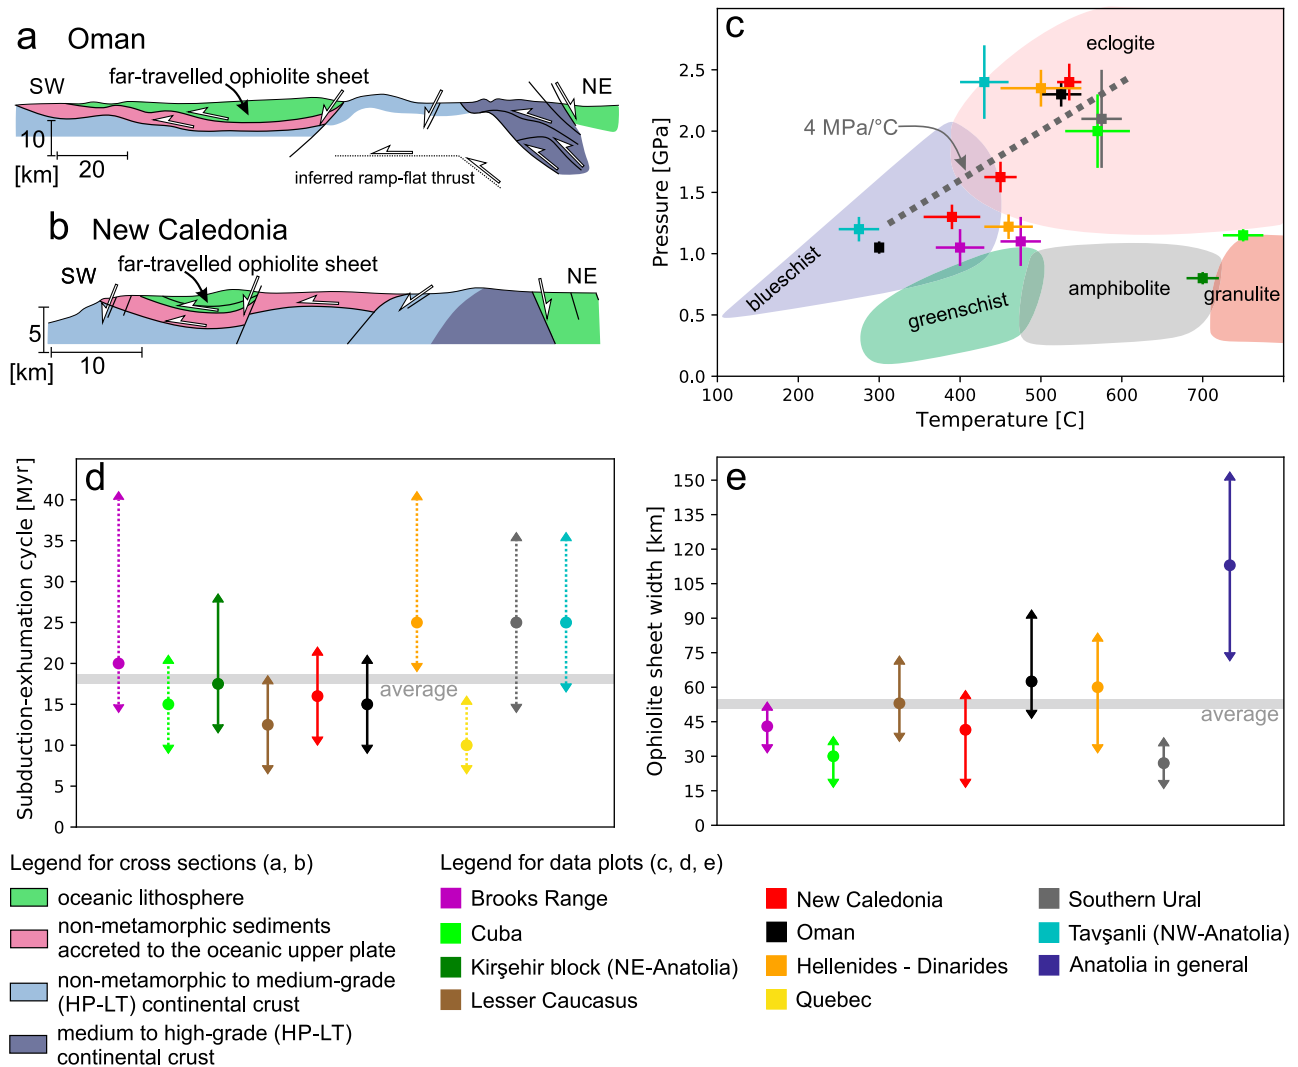 a Oman
SW
far-travelled ophiolite sheet
NE
10
20
[km]
inferred ramp-flat thrust
b New Caledonia
SW
far-travelled ophiolite sheet
NE
5
10
[km]
c
eclogite
4 MPa/°C
blueschist
greenschist
amphibolite
granulite
Pressure [GPa]
2.5
2.0
1.5
1.0
0.5
0.0
100 200 300 400 500 600 700
Temperature [C]
d
Subduction-exhumation cycle [Myr]
40
35
30
25
20
15
10
5
0
average
e
Ophiolite sheet width [km]
150
135
120
105
90
75
60
45
30
15
0
average
Legend for cross sections (a, b)
oceanic lithosphere
non-metamorphic sediments
accreted to the oceanic upper plate
non-metamorphic to medium-grade
(HP-LT) continental crust
medium to high-grade (HP-LT)
continental crust
Legend for data plots (c, d, e)
Brooks Range
Cuba
Kirşehir block (NE-Anatolia)
Lesser Caucasus
New Caledonia
Oman
Hellenides - Dinarides
Quebec
Southern Ural
Tavşanli (NW-Anatolia)
Anatolia in general